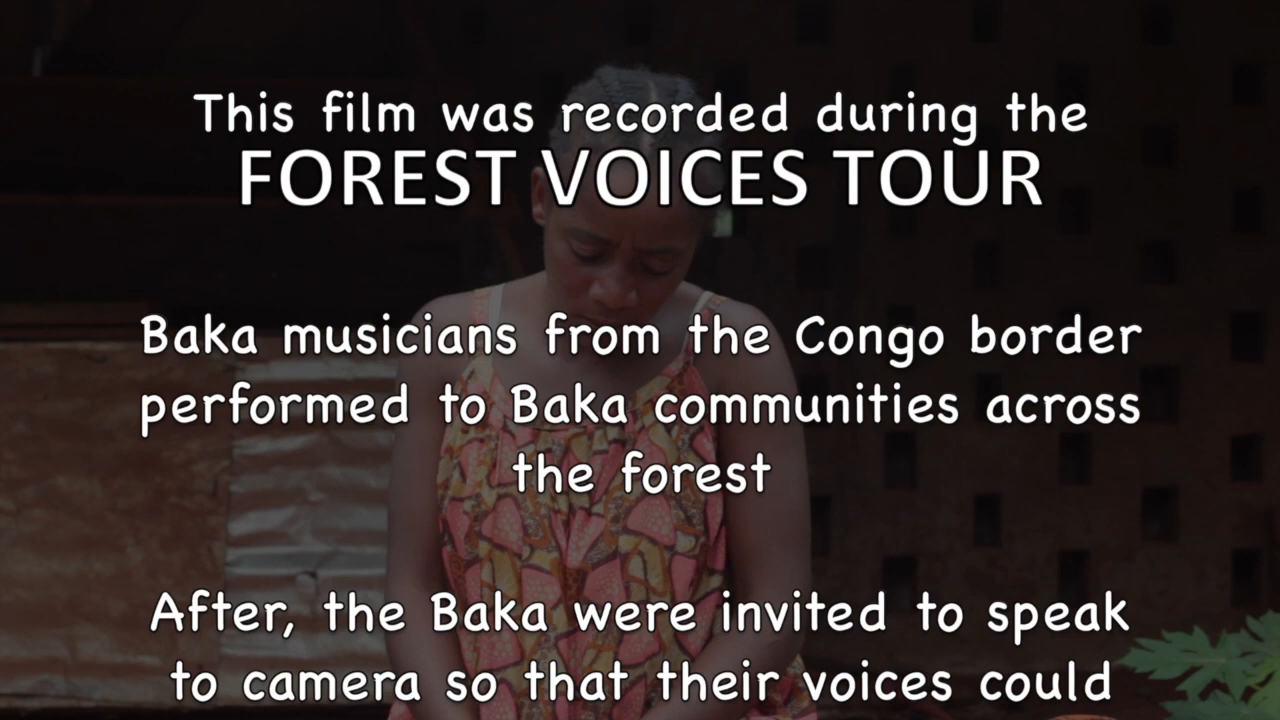 This film was recorded during the
FOREST VOICES TOUR
Baka musicians from the Congo border
performed to Baka communities across
the forest
After, the Baka were invited to speak
to camera so that their voices could